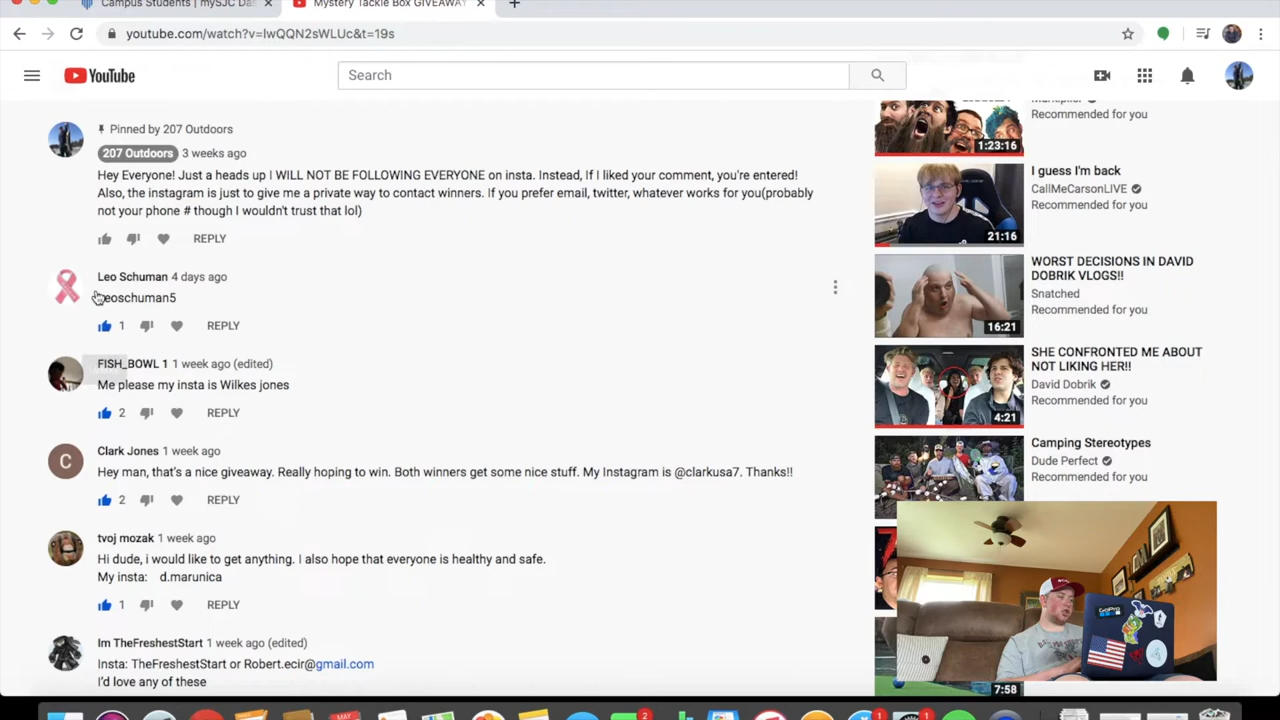 Campus Students | mySJC Das
Mystery Tackle Box GIVEAWAY
youtube.com/watch?v=lwQQN2sWLUc&t=19s
YouTube
Search
Pinned by 207 Outdoors
207 Outdoors 3 weeks ago
Hey Everyone! Just a heads up I WILL NOT BE FOLLOWING EVERYONE on insta. Instead, If I liked your comment, you're entered!
Also, the instagram is just to give me a private way to contact winners. If you prefer email, twitter, whatever works for you(probably
not your phone # though I wouldn't trust that lol)
REPLY
Leo Schuman 4 days ago
eoschuman5
1 REPLY
FISH_BOWL 1 1 week ago (edited)
Me please my insta is Wilkes jones
2 REPLY
C
Clark Jones 1 week ago
Hey man, that's a nice giveaway. Really hoping to win. Both winners get some nice stuff. My Instagram is @clarkusa7. Thanks!!
2 REPLY
tvoj mozak 1 week ago
Hi dude, i would like to get anything. I also hope that everyone is healthy and safe.
My insta: d.marunica
1 REPLY
Im TheFreshestStart 1 week ago (edited)
Insta: TheFreshestStart or Robert.ecir@gmail.com
I'd love any of these
Recommended for you
1:23:16
I guess I'm back
CallMeCarsonLIVE
Recommended for you
21:16
WORST DECISIONS IN DAVID
DOBRIK VLOGS!!
Snatched
Recommended for you
16:21
SHE CONFRONTED ME ABOUT
NOT LIKING HER!!
David Dobrik
Recommended for you
4:21
Camping Stereotypes
Dude Perfect
Recommended for you
GoPro
7:58
MAY
2
1
1